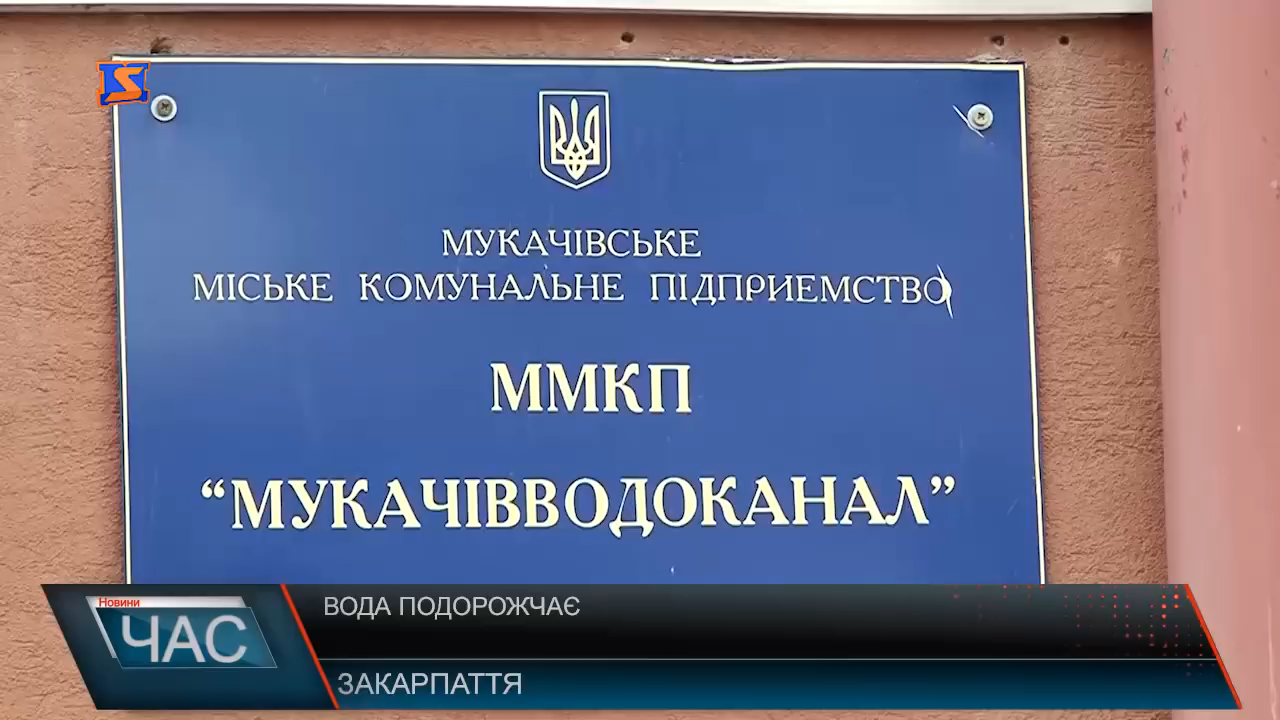 МУКАЧІВСЬКЕ
МІСЬКЕ КОМУНАЛЬНЕ ПІДПРИЕМСТВО
ММКП
“МУКАЧІВВОДОКАНАЛ”
Новини
ЧАС
ВОДА ПОДОРОЖЧАЄ
ЗАКАРПАТТЯ